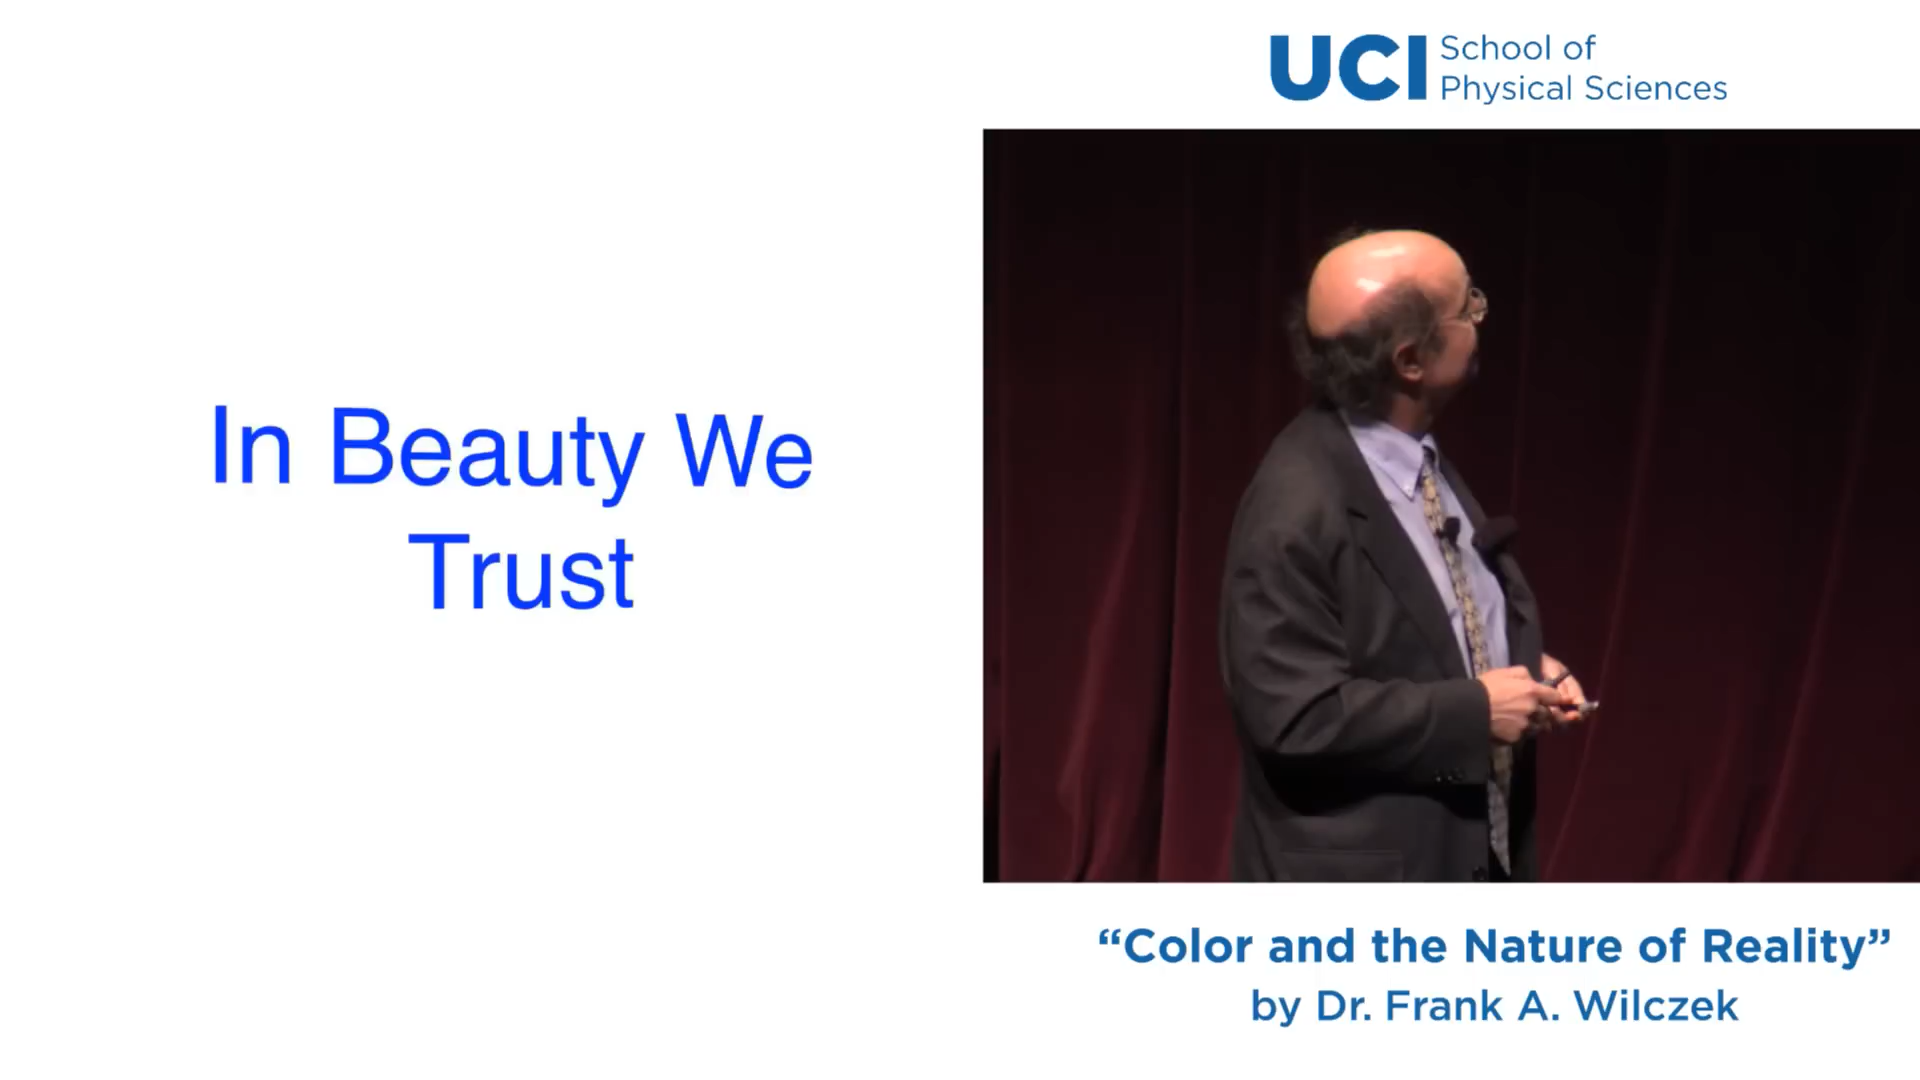 In Beauty We
Trust
UCI School of
Physical Sciences
“Color and the Nature of Reality”
by Dr. Frank A. Wilczek